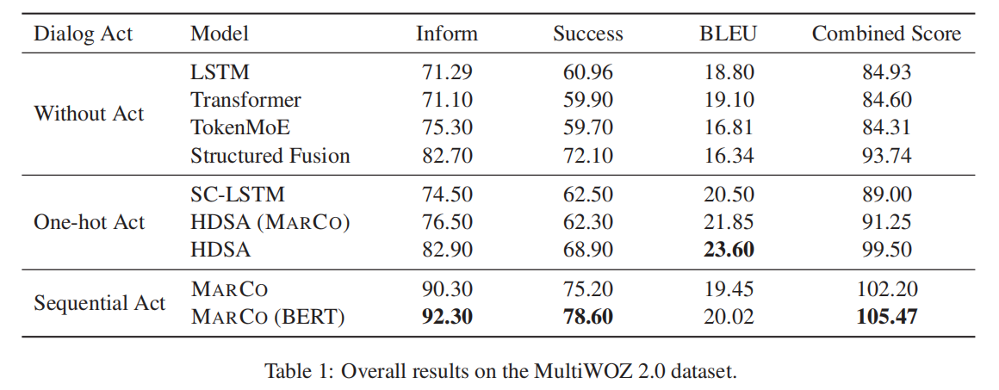 Dialog Act Model Inform Success BLEU Combined Score
LSTM 71.29 60.96 18.80 84.93
Transformer 71.10 59.90 19.10 84.60
Without Act
TokenMoE 75.30 59.70 16.81 84.31
Structured Fusion 82.70 72.10 16.34 93.74
SC-LSTM 74.50 62.50 20.50 89.00
One-hot Act HDSA (MARCO) 76.50 62.30 21.85 91.25
HDSA 82.90 68.90 23.60 99.50
MARCO 90.30 75.20 19.45 102.20
Sequential Act
MARCO (BERT) 92.30 78.60 20.02 105.47
Table 1: Overall results on the MultiWOZ 2.0 dataset.